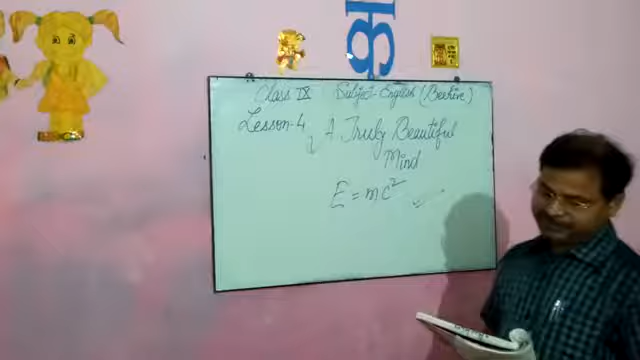 क
Class IX Subject-English (Beehive)
Lesson-4, A Truly Beautiful
Mind
E = mc²